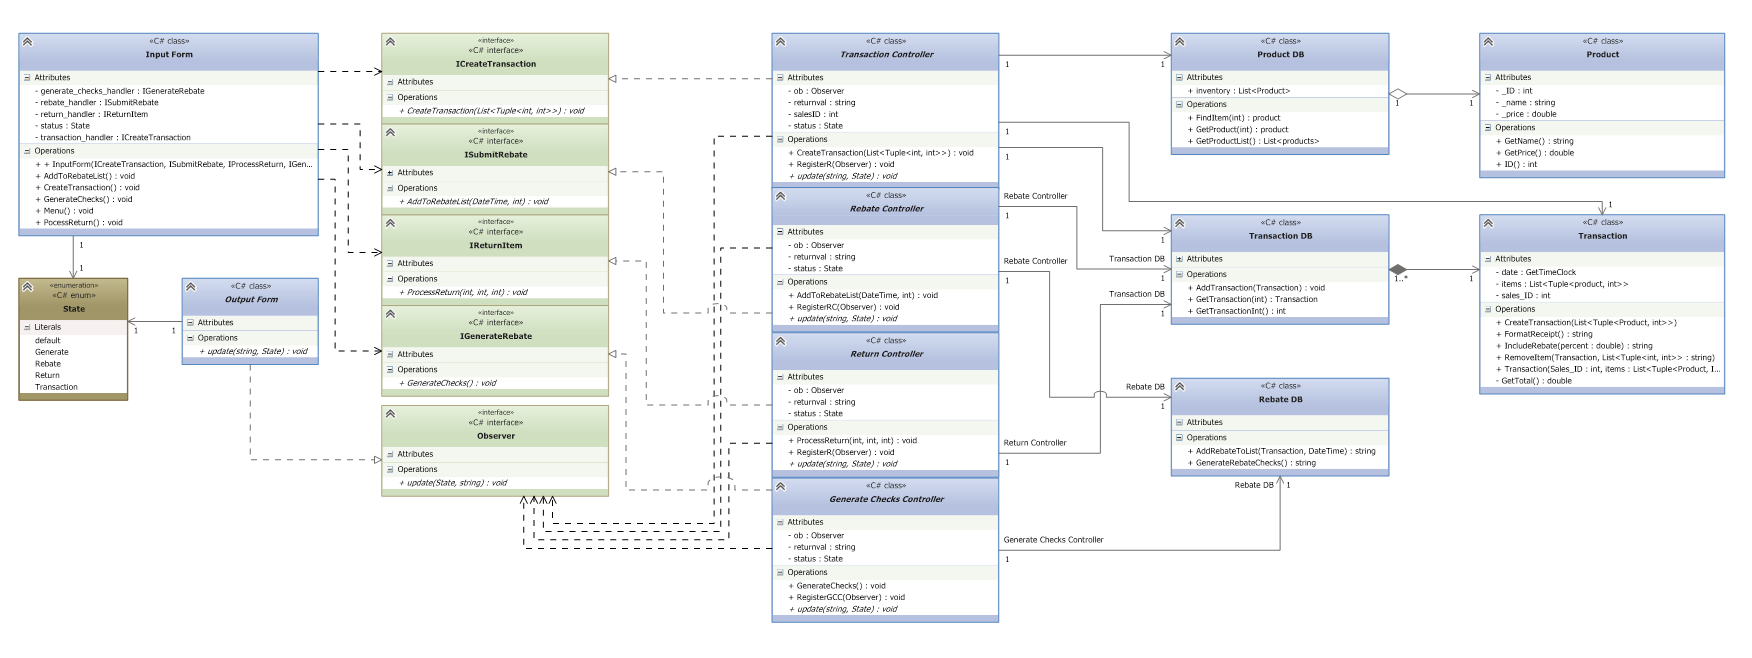 «C# class»
Input Form
Attributes
- generate_checks_handler : IGenerateRebate
- rebate_handler : ISubmitRebate
- return_handler : IReturnItem
- status : State
- transaction_handler : ICreateTransaction
Operations
+ + InputForm(ICreateTransaction, ISubmitRebate, IProcessReturn, IGen...
+ AddToRebateList() : void
+ CreateTransaction() : void
+ GenerateChecks() : void
+ Menu() : void
+ PocessReturn() : void
1
1
«enumeration»
«C# enum»
State
Literals
default
Generate
Rebate
Return
Transaction
1
1
«C# class»
Output Form
Attributes
Operations
+ update(string, State) : void
«interface»
«C# interface»
ICreateTransaction
Attributes
Operations
+ CreateTransaction(List<Tuple<int, int>>) : void
«interface»
«C# interface»
ISubmitRebate
Attributes
Operations
+ AddToRebateList(DateTime, int) : void
«interface»
«C# interface»
IReturnItem
Attributes
Operations
+ ProcessReturn(int, int, int) : void
«interface»
«C# interface»
IGenerateRebate
Attributes
Operations
+ GenerateChecks() : void
«interface»
«C# interface»
Observer
Attributes
Operations
+ update(State, string) : void
«C# class»
Transaction Controller
Attributes
- ob : Observer
- returnval : string
- salesID : int
- status : State
Operations
+ CreateTransaction(List<Tuple<int, int>>) : void
+ RegisterR(Observer) : void
+ update(string, State) : void
«C# class»
Rebate Controller
Attributes
- ob : Observer
- returnval : string
- status : State
Operations
+ AddToRebateList(DateTime, int) : void
+ RegisterRC(Observer) : void
+ update(string, State) : void
«C# class»
Return Controller
Attributes
- ob : Observer
- returnval : string
- status : State
Operations
+ ProcessReturn(int, int, int) : void
+ RegisterR(Observer) : void
+ update(string, State) : void
«C# class»
Generate Checks Controller
Attributes
- ob : Observer
- returnval : string
- status : State
Operations
+ GenerateChecks() : void
+ RegisterGCC(Observer) : void
+ update(string, State) : void
1
1
1
1
Rebate Controller
1
Rebate Controller
1
Return Controller
1
Generate Checks Controller
1
1
Transaction DB
1
Transaction DB
1
Rebate DB
1
Rebate DB
1
«C# class»
Product DB
Attributes
+ inventory : List<Product>
Operations
+ FindItem(int) : product
+ GetProduct(int) : product
+ GetProductList() : List<products>
1
1
«C# class»
Product
Attributes
- _ID : int
- _name : string
- _price : double
Operations
+ GetName() : string
+ GetPrice() : double
+ ID() : int
1
«C# class»
Transaction DB
Attributes
Operations
+ AddTransaction(Transaction) : void
+ GetTransaction(int) : Transaction
+ GetTransactionInt() : int
1..*
1
«C# class»
Transaction
Attributes
- date : GetTimeClock
- items : List<Tuple<product, int>>
- sales_ID : int
Operations
+ CreateTransaction(List<Tuple<Product, int>>)
+ FormatReceipt() : string
+ IncludeRebate(percent : double) : string
+ RemoveItem(Transaction, List<Tuple<int, int>> : string)
+ Transaction(Sales_ID : int, items : List<Tuple<Product, I...
- GetTotal() : double
«C# class»
Rebate DB
Attributes
Operations
+ AddRebateToList(Transaction, DateTime) : string
+ GenerateRebateChecks() : string